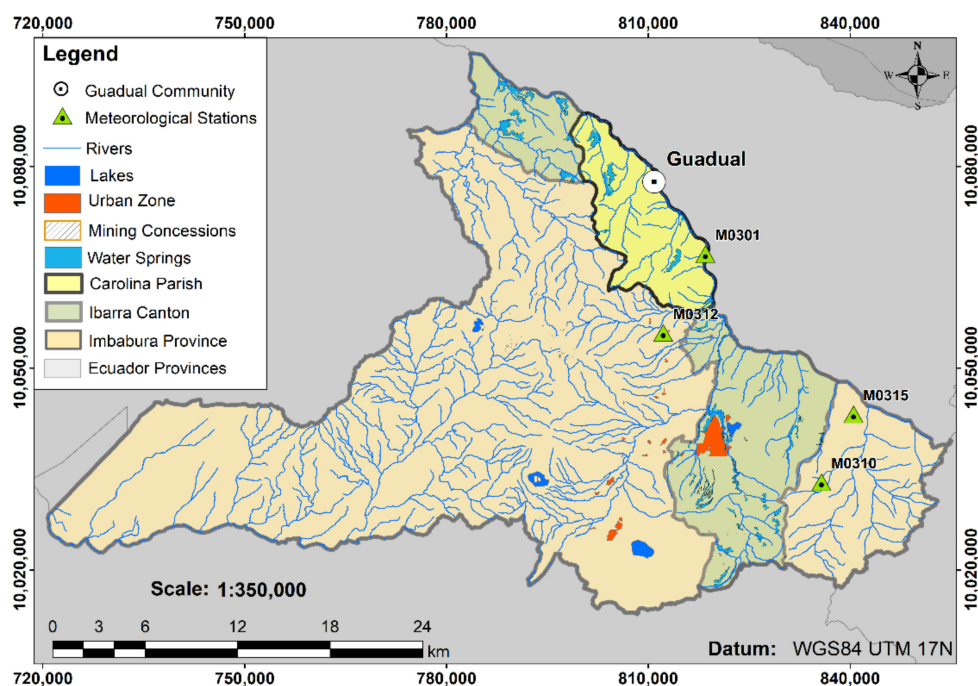 720,000 750,000 780,000 810,000 840,000
Legend
Guadual Community
Meteorological Stations
Rivers
Lakes
Urban Zone
Mining Concessions
Water Springs
Carolina Parish
Ibarra Canton
Imbabura Province
Ecuador Provinces
N
W E
S
10,080,000 10,080,000
Guadual
M0301
M0312
10,050,000 10,050,000
M0315
M0310
10,020,000 10,020,000
Scale: 1:350,000
0 3 6 12 18 24
km
Datum: WGS84 UTM 17N
720,000 750,000 780,000 810,000 840,000